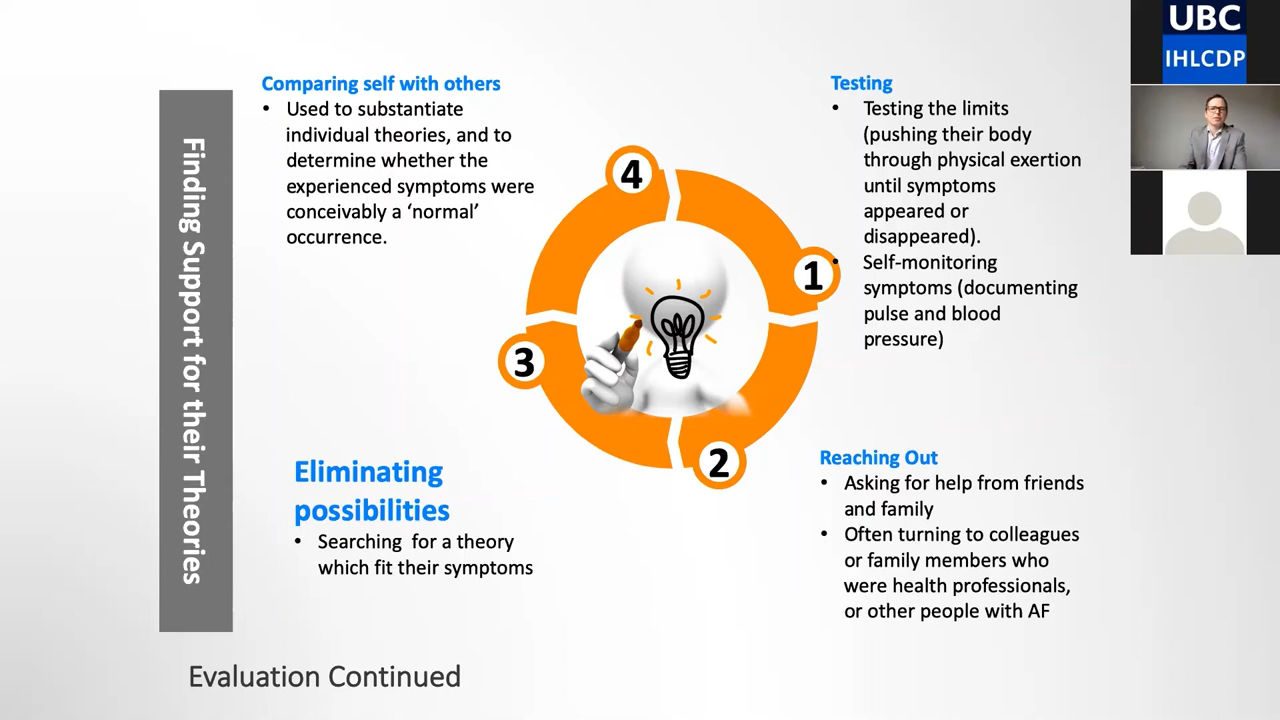 UBC
IHLCDP
Finding Support for their Theories
Comparing self with others
• Used to substantiate
individual theories, and to
determine whether the
experienced symptoms were
conceivably a ‘normal’
occurrence.
4
Testing
• Testing the limits
(pushing their body
through physical exertion
until symptoms
appeared or
disappeared).
• Self-monitoring
symptoms (documenting
pulse and blood
pressure)
1
3
Eliminating
possibilities
• Searching for a theory
which fit their symptoms
2
Reaching Out
• Asking for help from friends
and family
• Often turning to colleagues
or family members who
were health professionals,
or other people with AF
Evaluation Continued